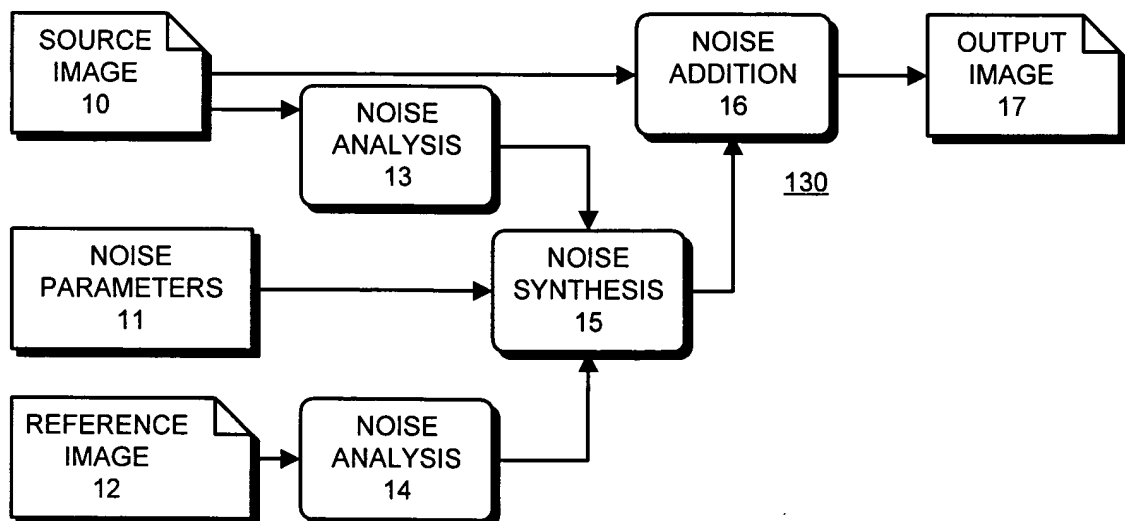 SOURCE
IMAGE
10
NOISE
ADDITION
16
OUTPUT
IMAGE
17
NOISE
ANALYSIS
13
130
NOISE
PARAMETERS
11
NOISE
SYNTHESIS
15
REFERENCE
IMAGE
12
NOISE
ANALYSIS
14